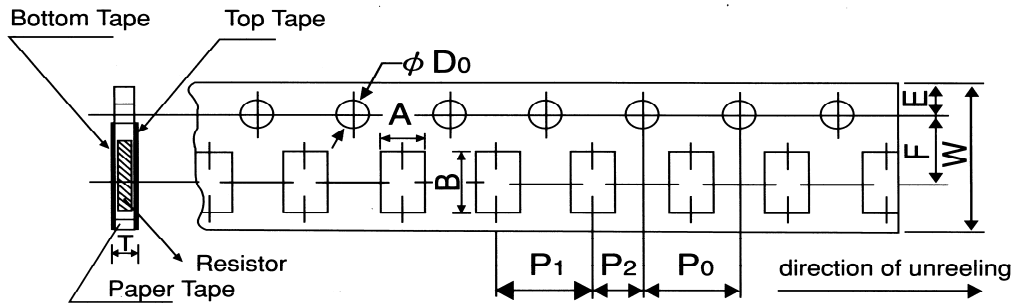 Bottom Tape
Top Tape
ϕ D0
A
B
E
F
W
T
Resistor
Paper Tape
P1
P2
P0
direction of unreeling